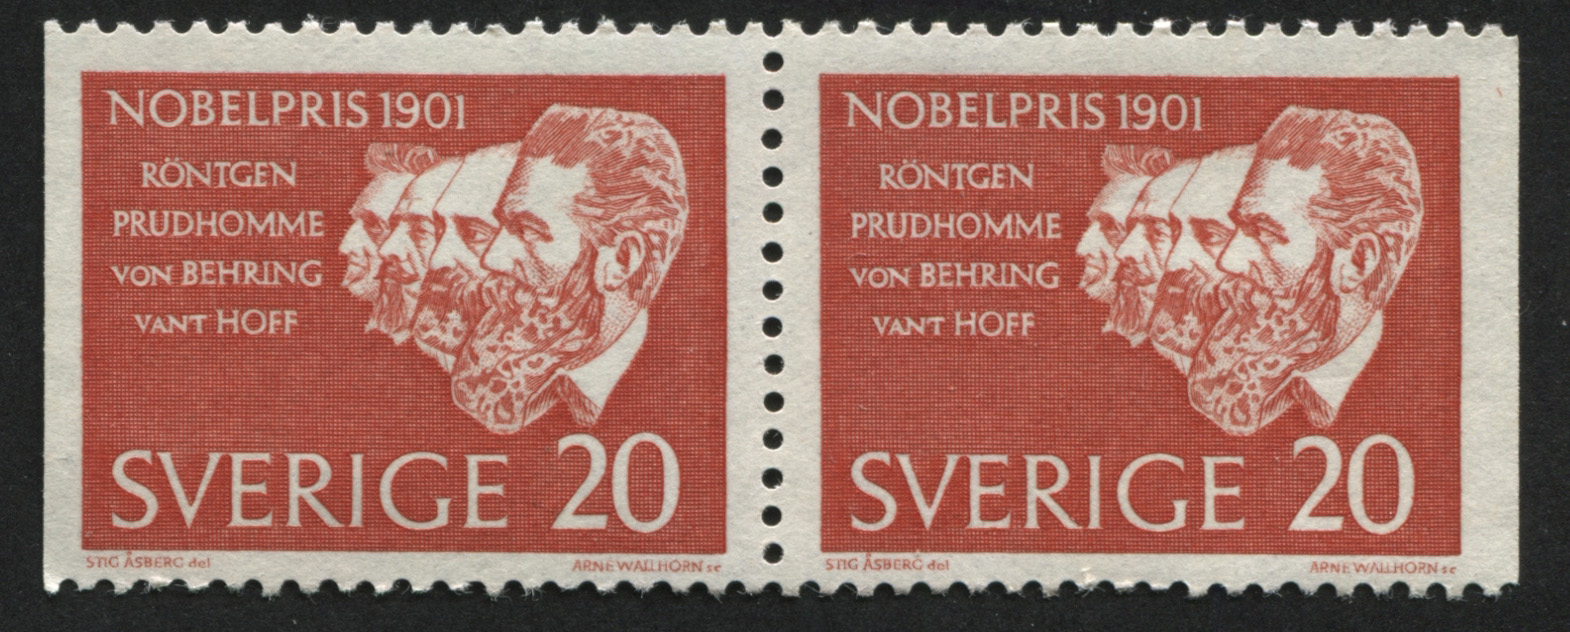 NOBELPRIS 1901
RÖNTGEN
PRUDHOMME
VON BEHRING
VANT HOFF
SVERIGE 20
STIG ÅSBERG del
ARNE WALLHORN sc
NOBELPRIS 1901
RÖNTGEN
PRUDHOMME
VON BEHRING
VANT HOFF
SVERIGE 20
STIG ÅSBERG del
ARNE WALLHORN sc